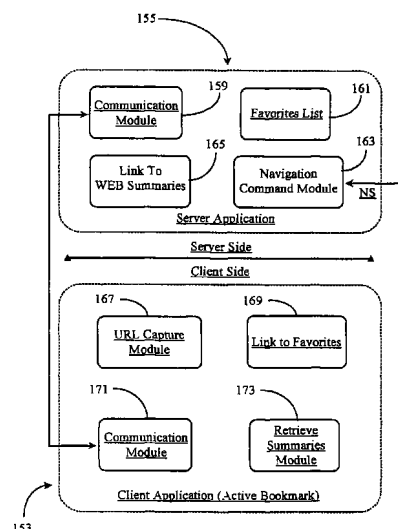 155
159
161
Communication
Module
Favorites List
165
163
Link To
WEB Summaries
Navigation
Command Module
NS
Server Application
Server Side
Client Side
167
169
URL Capture
Module
Link to Favorites
171
173
Communication
Module
Retrieve
Summaries
Module
Client Application (Active Bookmark)
153